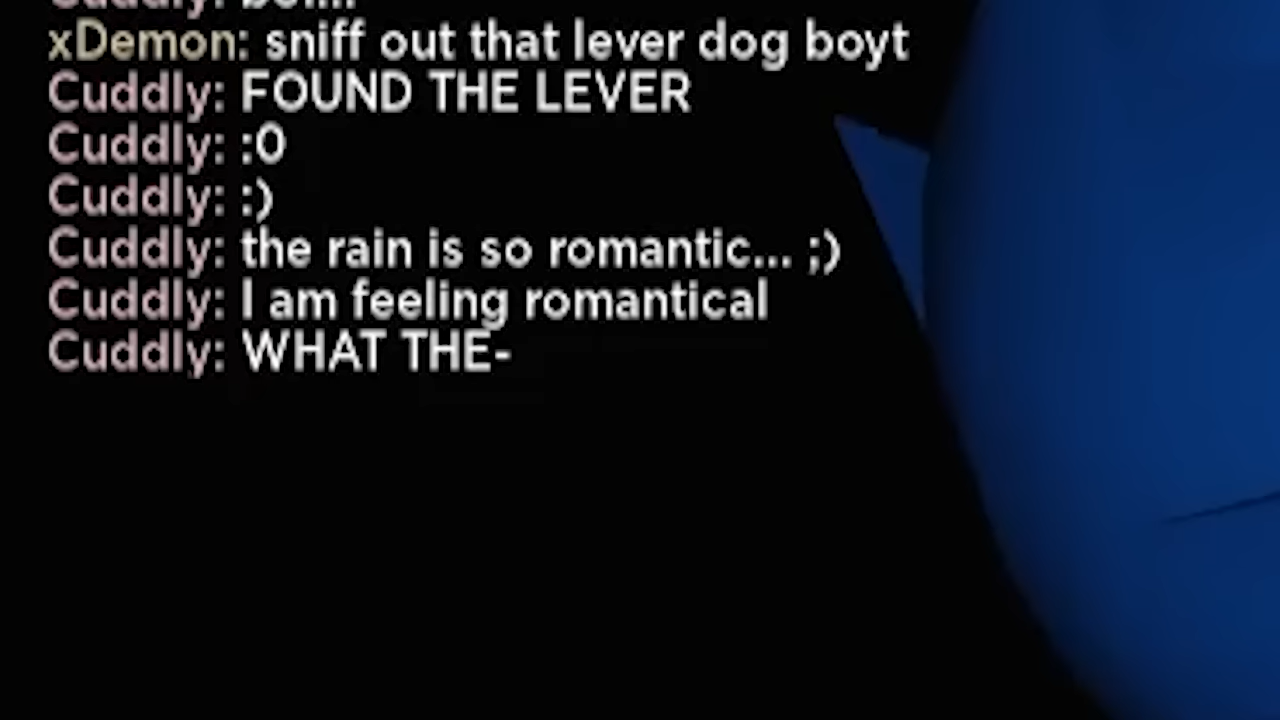 xDemon: sniff out that lever dog boyt
Cuddly: FOUND THE LEVER
Cuddly: :0
Cuddly: :)
Cuddly: the rain is so romantic... ;)
Cuddly: I am feeling romantical
Cuddly: WHAT THE-